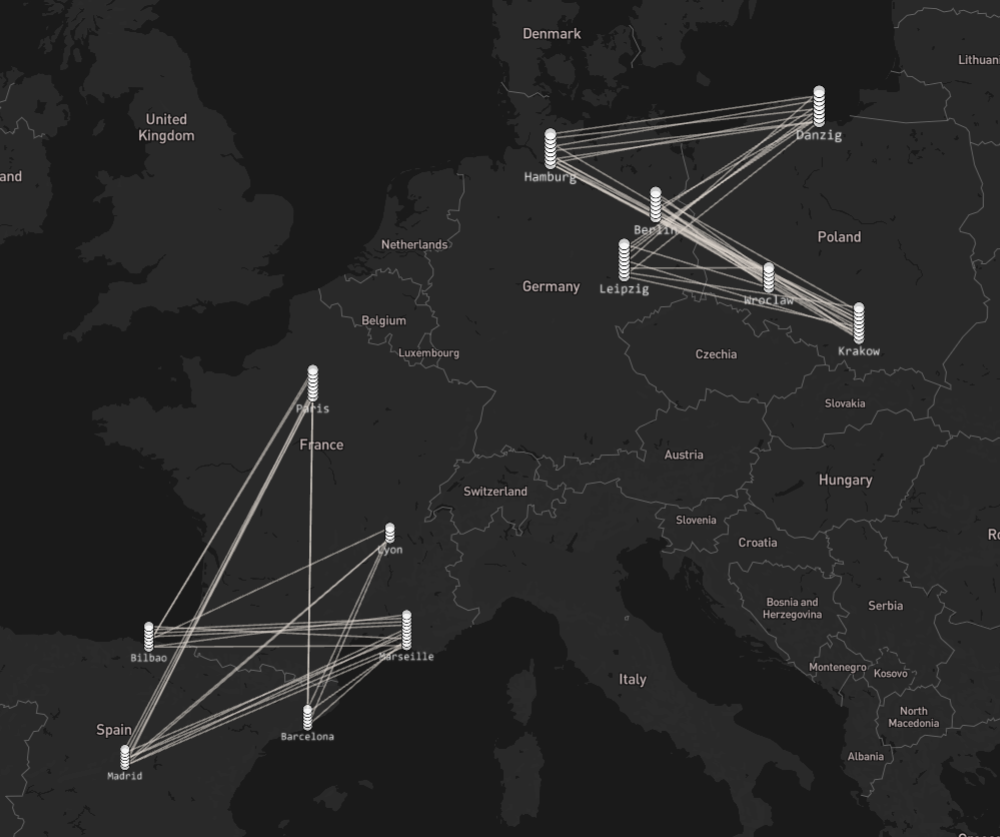 Denmark
Lithuan
United
Kingdom
Danzig
and
Hamburg
Berlin
Poland
Netherlands
Germany
Leipzig
Wroclaw
Belgium
Luxembourg
Czechia
Krakow
Slovakia
Paris
France
Austria
Hungary
Switzerland
Slovenia
Croatia
Ro
Lyon
Bosnia and
Herzegovina
Serbia
Bilbao
Marseille
Montenegro
Kosovo
Italy
North
Macedonia
Spain
Barcelona
Albania
Madrid